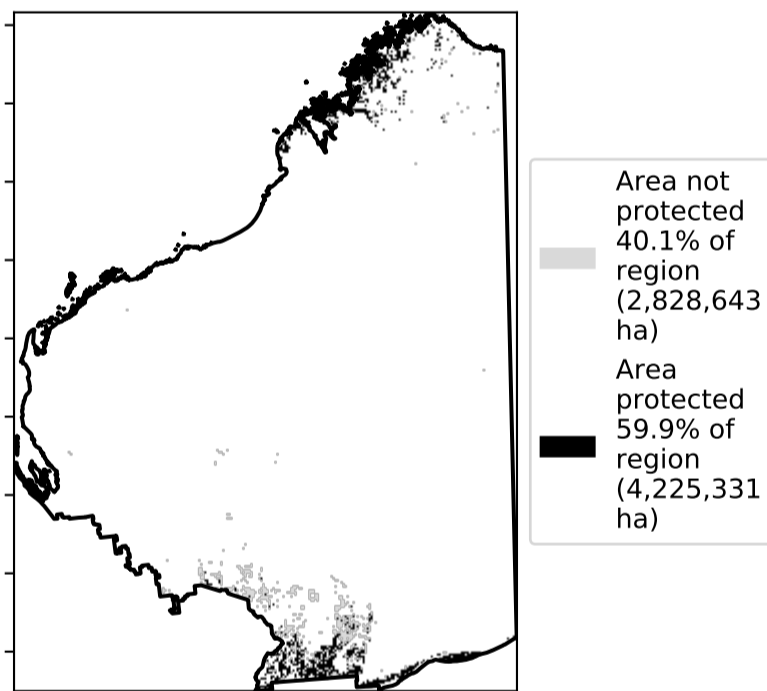 Area not
protected
40.1% of
region
(2,828,643
ha)
Area
protected
59.9% of
region
(4,225,331
ha)